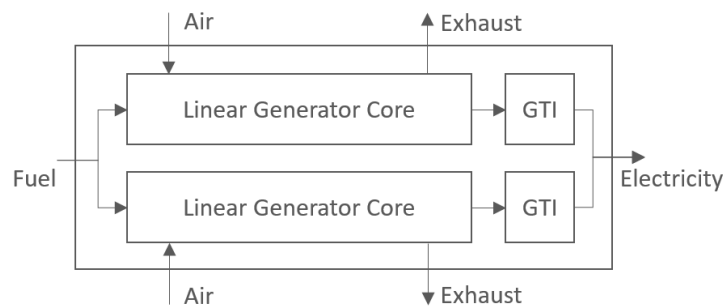 Air
Exhaust
Linear Generator Core
GTI
Fuel
Electricity
Linear Generator Core
GTI
Air
Exhaust